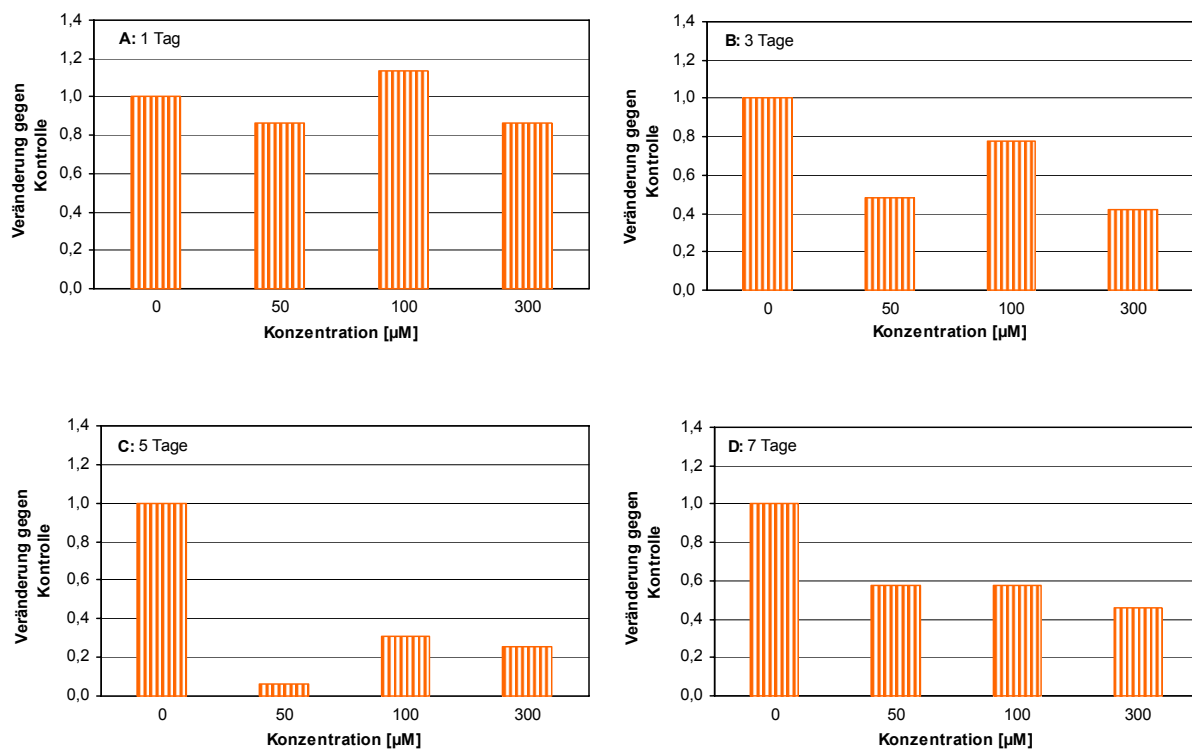 A: 1 Tag
Veränderung gegen
Kontrolle
1,4
1,2
1,0
0,8
0,6
0,4
0,2
0,0
0 50 100 300
Konzentration [µM]
B: 3 Tage
Veränderung gegen
Kontrolle
1,4
1,2
1,0
0,8
0,6
0,4
0,2
0,0
0 50 100 300
Konzentration [µM]
C: 5 Tage
Veränderung gegen
Kontrolle
1,4
1,2
1,0
0,8
0,6
0,4
0,2
0,0
0 50 100 300
Konzentration [µM]
D: 7 Tage
Veränderung gegen
Kontrolle
1,4
1,2
1,0
0,8
0,6
0,4
0,2
0,0
0 50 100 300
Konzentration [µM]